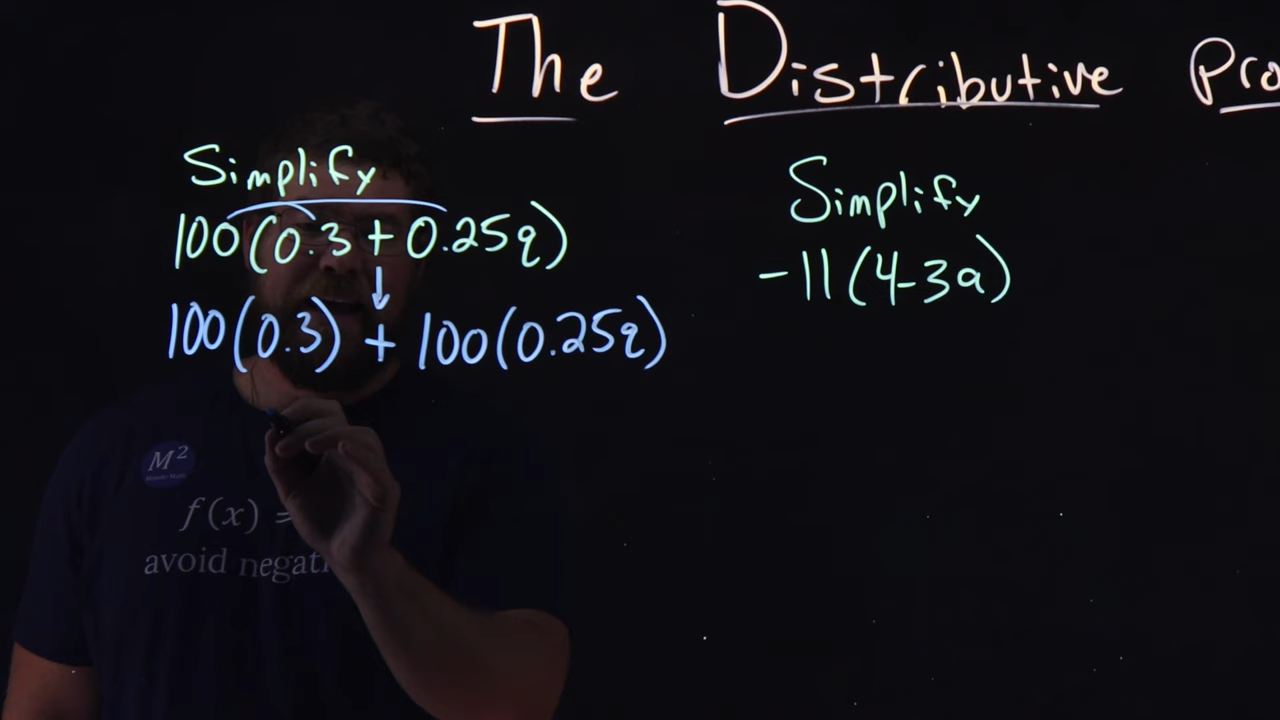 The Distributive Pro
Simplify
100(0.3 + 0.25q)
↓
100(0.3) + 100(0.25q)
Simplify
-11(4-3a)
M²
f(x) =
avoid negati